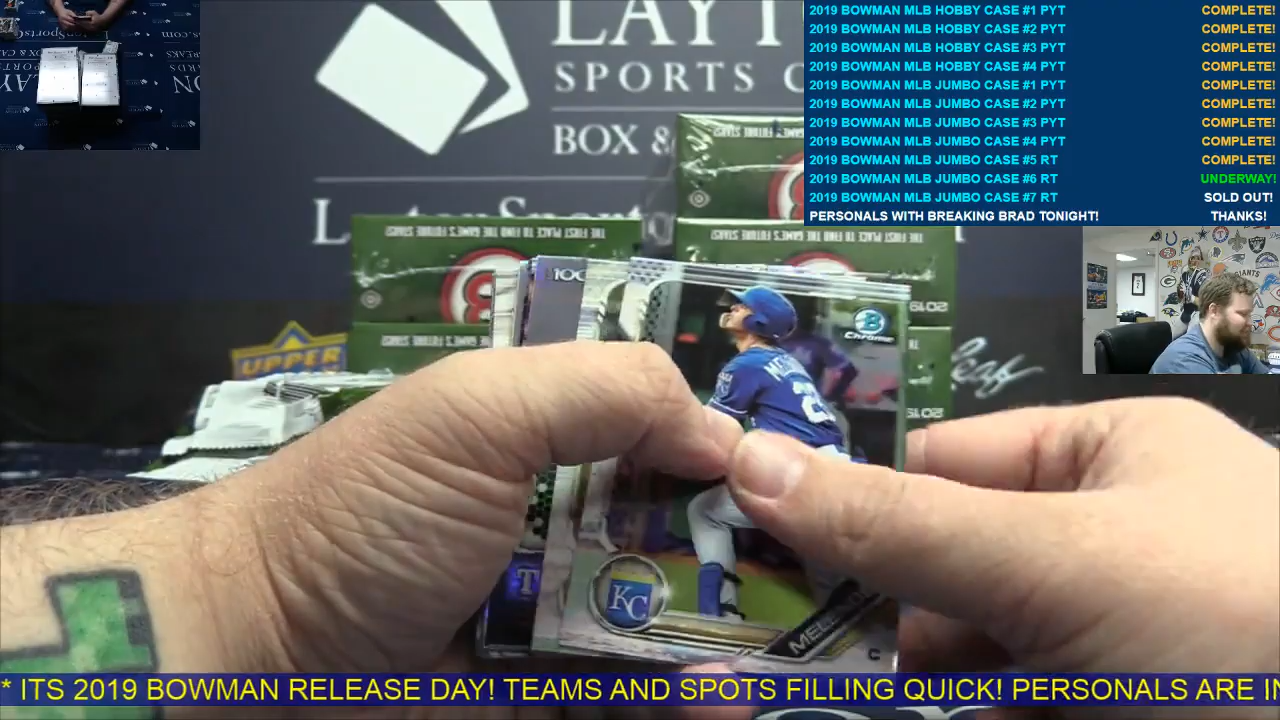 LAYT
SPORTS C
BOX &
2019 BOWMAN MLB HOBBY CASE #1 PYT COMPLETE!
2019 BOWMAN MLB HOBBY CASE #2 PYT COMPLETE!
2019 BOWMAN MLB HOBBY CASE #3 PYT COMPLETE!
2019 BOWMAN MLB HOBBY CASE #4 PYT COMPLETE!
2019 BOWMAN MLB JUMBO CASE #1 PYT COMPLETE!
2019 BOWMAN MLB JUMBO CASE #2 PYT COMPLETE!
2019 BOWMAN MLB JUMBO CASE #3 PYT COMPLETE!
2019 BOWMAN MLB JUMBO CASE #4 PYT COMPLETE!
2019 BOWMAN MLB JUMBO CASE #5 RT COMPLETE!
2019 BOWMAN MLB JUMBO CASE #6 RT UNDERWAY!
2019 BOWMAN MLB JUMBO CASE #7 RT SOLD OUT!
PERSONALS WITH BREAKING BRAD TONIGHT! THANKS!
LaytonSports
THE FIRST PLACE TO FIND THE GAME'S FUTURE STARS!
100
B
Chrome
UPPER
Leaf
2019
KC
C
* ITS 2019 BOWMAN RELEASE DAY! TEAMS AND SPOTS FILLING QUICK! PERSONALS ARE IN